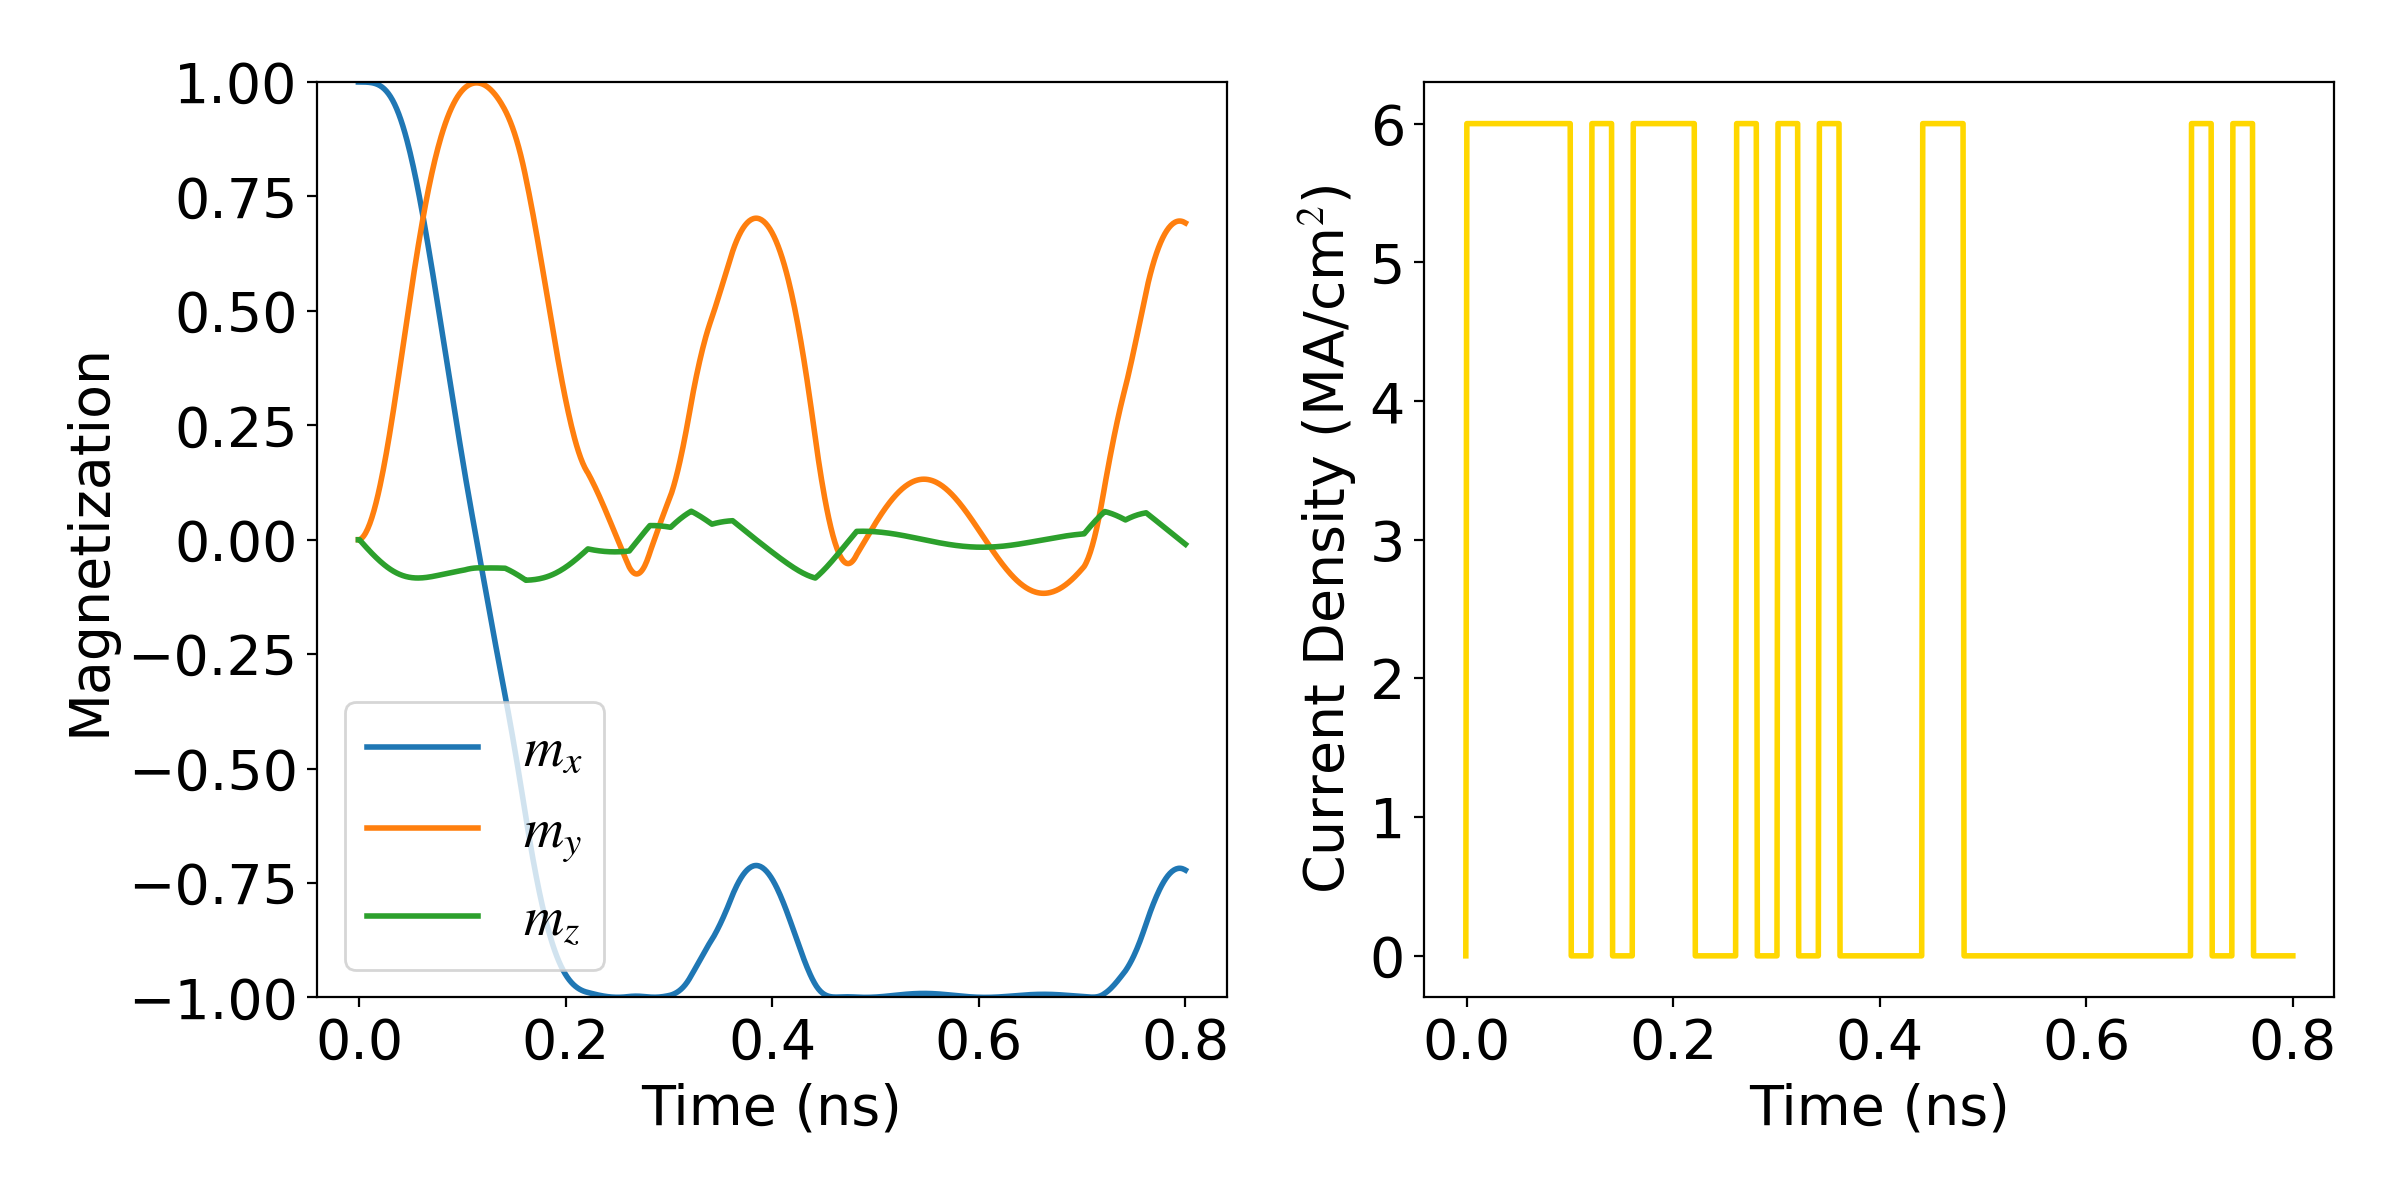 1.00
0.75
0.50
0.25
0.00
−0.25
−0.50
−0.75
−1.00
Magnetization
0.0 0.2 0.4 0.6 0.8
Time (ns)
m_x
m_y
m_z
6
5
4
3
2
1
0
Current Density (MA/cm²)
0.0 0.2 0.4 0.6 0.8
Time (ns)